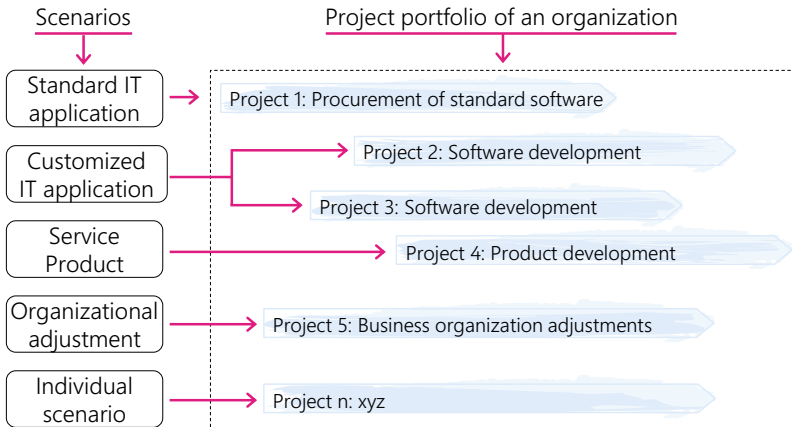 Scenarios
Project portfolio of an organization
Standard IT
application
Project 1: Procurement of standard software
Customized
IT application
Project 2: Software development
Project 3: Software development
Service
Product
Project 4: Product development
Organizational
adjustment
Project 5: Business organization adjustments
Individual
scenario
Project n: xyz